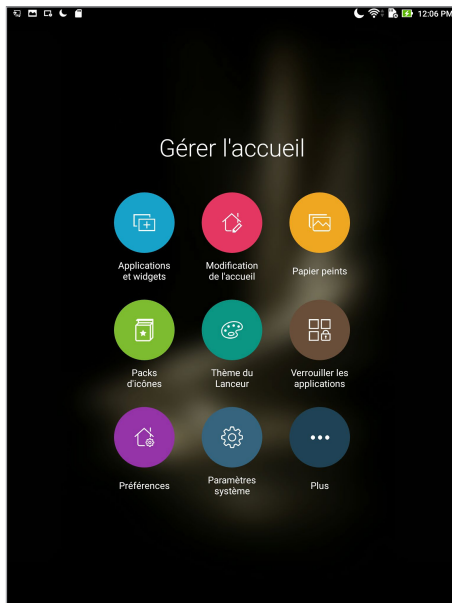 12:06 PM
Gérer l'accueil
Applications
et widgets
Modification
de l'accueil
Papier peints
Packs
d'icônes
Thème du
Lanceur
Verrouiller les
applications
Préférences
Paramètres
système
Plus